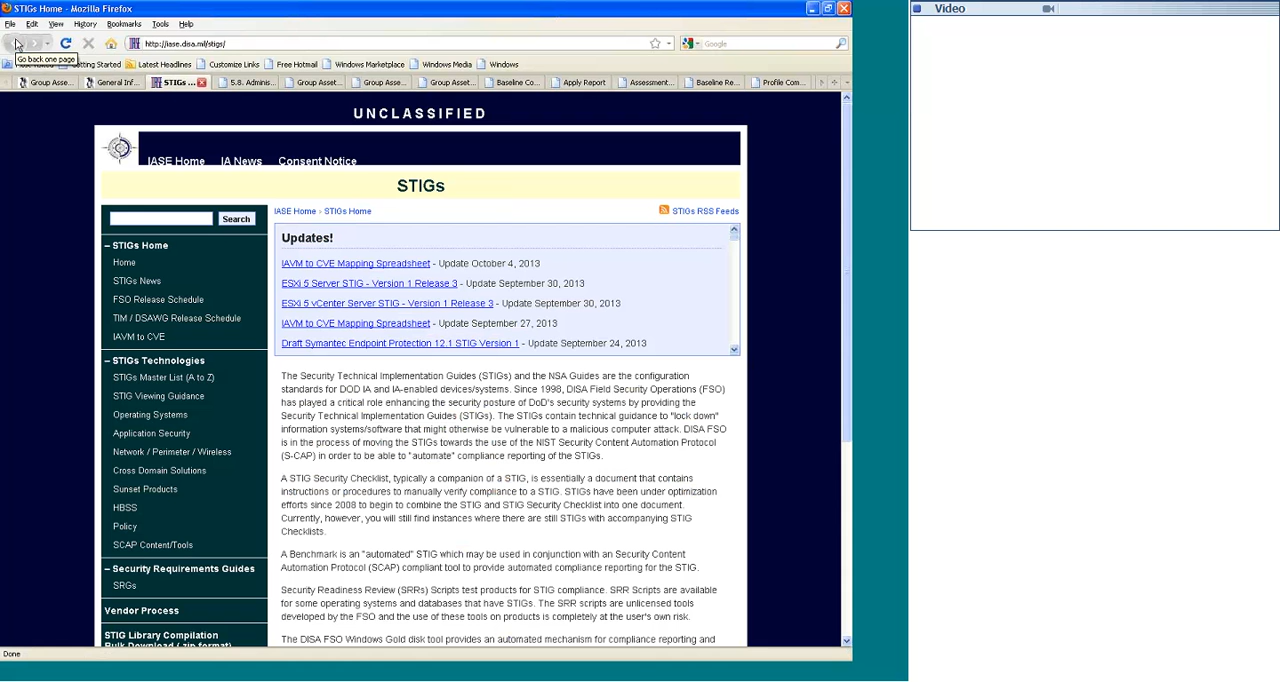 STIGs Home - Mozilla Firefox
Video
File Edit View History Bookmarks Tools Help
http://iase.disa.mil/stigs/
Google
Go back one page
Getting Started Latest Headlines Customize Links Free Hotmail Windows Marketplace Windows Media Windows
Group Asse... General Inf... STIGs ... 5.8. Adminis... Group Asset... Group Asse... Group Asset... Baseline Co... Apply Report Assessment... Baseline Re... Profile Com...
UNCLASSIFIED
IASE Home IA News Consent Notice
STIGs
Search
IASE Home › STIGs Home
STIGs RSS Feeds
– STIGs Home
Home
STIGs News
FSO Release Schedule
TIM / DSAWG Release Schedule
IAVM to CVE
– STIGs Technologies
STIGs Master List (A to Z)
STIG Viewing Guidance
Operating Systems
Application Security
Network / Perimeter / Wireless
Cross Domain Solutions
Sunset Products
HBSS
Policy
SCAP Content/Tools
– Security Requirements Guides
SRGs
Vendor Process
STIG Library Compilation
Bulk Download (.zip format)
Updates!
IAVM to CVE Mapping Spreadsheet - Update October 4, 2013
ESXi 5 Server STIG - Version 1 Release 3 - Update September 30, 2013
ESXi 5 vCenter Server STIG - Version 1 Release 3 - Update September 30, 2013
IAVM to CVE Mapping Spreadsheet - Update September 27, 2013
Draft Symantec Endpoint Protection 12.1 STIG Version 1 - Update September 24, 2013
The Security Technical Implementation Guides (STIGs) and the NSA Guides are the configuration
standards for DOD IA and IA-enabled devices/systems. Since 1998, DISA Field Security Operations (FSO)
has played a critical role enhancing the security posture of DoD's security systems by providing the
Security Technical Implementation Guides (STIGs). The STIGs contain technical guidance to "lock down"
information systems/software that might otherwise be vulnerable to a malicious computer attack. DISA FSO
is in the process of moving the STIGs towards the use of the NIST Security Content Automation Protocol
(S-CAP) in order to be able to "automate" compliance reporting of the STIGs.
A STIG Security Checklist, typically a companion of a STIG, is essentially a document that contains
instructions or procedures to manually verify compliance to a STIG. STIGs have been under optimization
efforts since 2008 to begin to combine the STIG and STIG Security Checklist into one document.
Currently, however, you will still find instances where there are still STIGs with accompanying STIG
Checklists.
A Benchmark is an "automated" STIG which may be used in conjunction with an Security Content
Automation Protocol (SCAP) compliant tool to provide automated compliance reporting for the STIG.
Security Readiness Review (SRRs) Scripts test products for STIG compliance. SRR Scripts are available
for some operating systems and databases that have STIGs. The SRR scripts are unlicensed tools
developed by the FSO and the use of these tools on products is completely at the user's own risk.
The DISA FSO Windows Gold disk tool provides an automated mechanism for compliance reporting and
Done